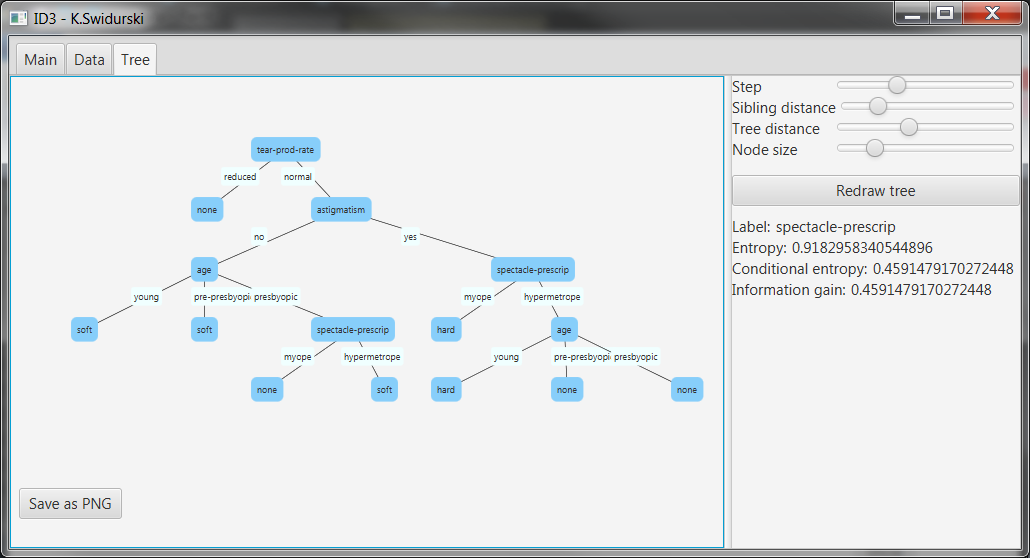 ID3 - K.Swidurski
Main Data Tree
tear-prod-rate
reduced normal
none astigmatism
no yes
age spectacle-prescrip
young pre-presbyopic presbyopic myope hypermetrope
soft soft spectacle-prescrip hard age
myope hypermetrope young pre-presbyopic presbyopic
none soft hard none none
Save as PNG
Step
Sibling distance
Tree distance
Node size
Redraw tree
Label: spectacle-prescrip
Entropy: 0.9182958340544896
Conditional entropy: 0.4591479170272448
Information gain: 0.4591479170272448